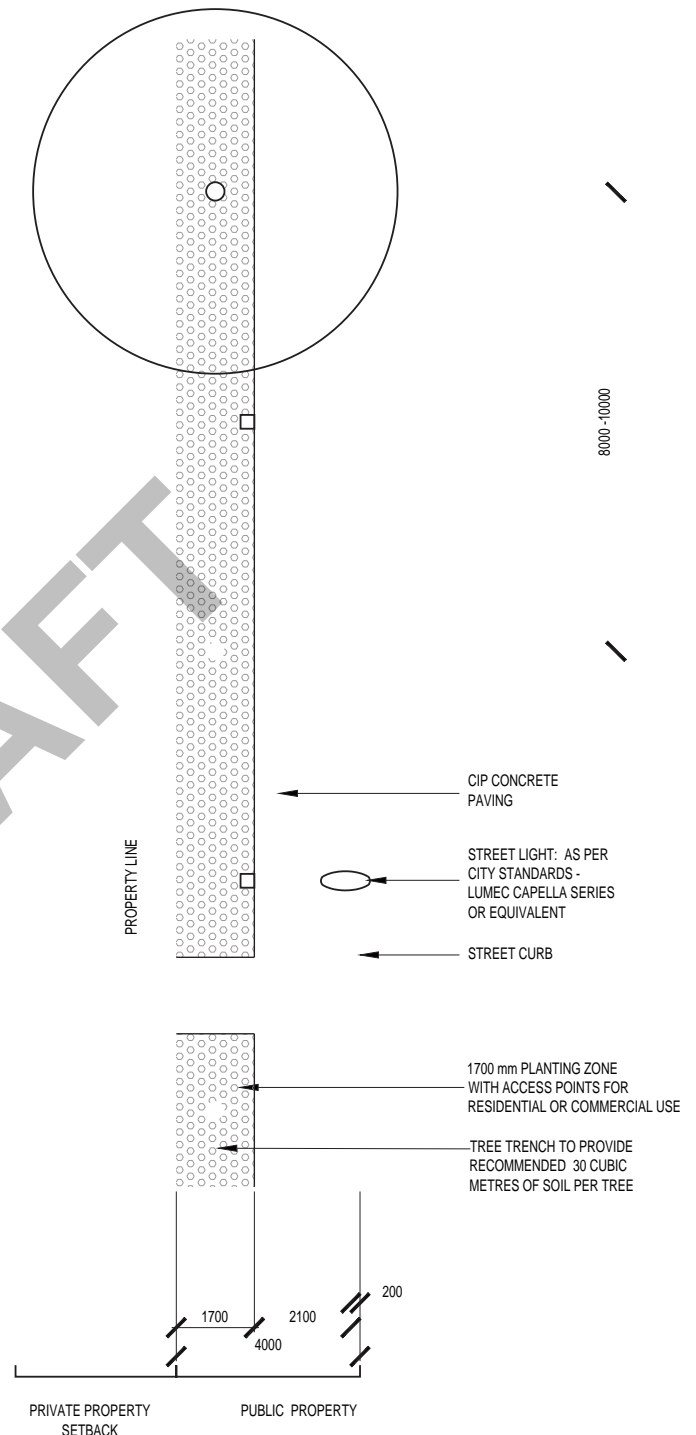 8000 -10000
AFT
CIP CONCRETE
PAVING
PROPERTY LINE
STREET LIGHT: AS PER
CITY STANDARDS -
LUMEC CAPELLA SERIES
OR EQUIVALENT
STREET CURB
1700 mm PLANTING ZONE
WITH ACCESS POINTS FOR
RESIDENTIAL OR COMMERCIAL USE
TREE TRENCH TO PROVIDE
RECOMMENDED 30 CUBIC
METRES OF SOIL PER TREE
200
1700
2100
4000
PRIVATE PROPERTY
SETBACK
PUBLIC PROPERTY